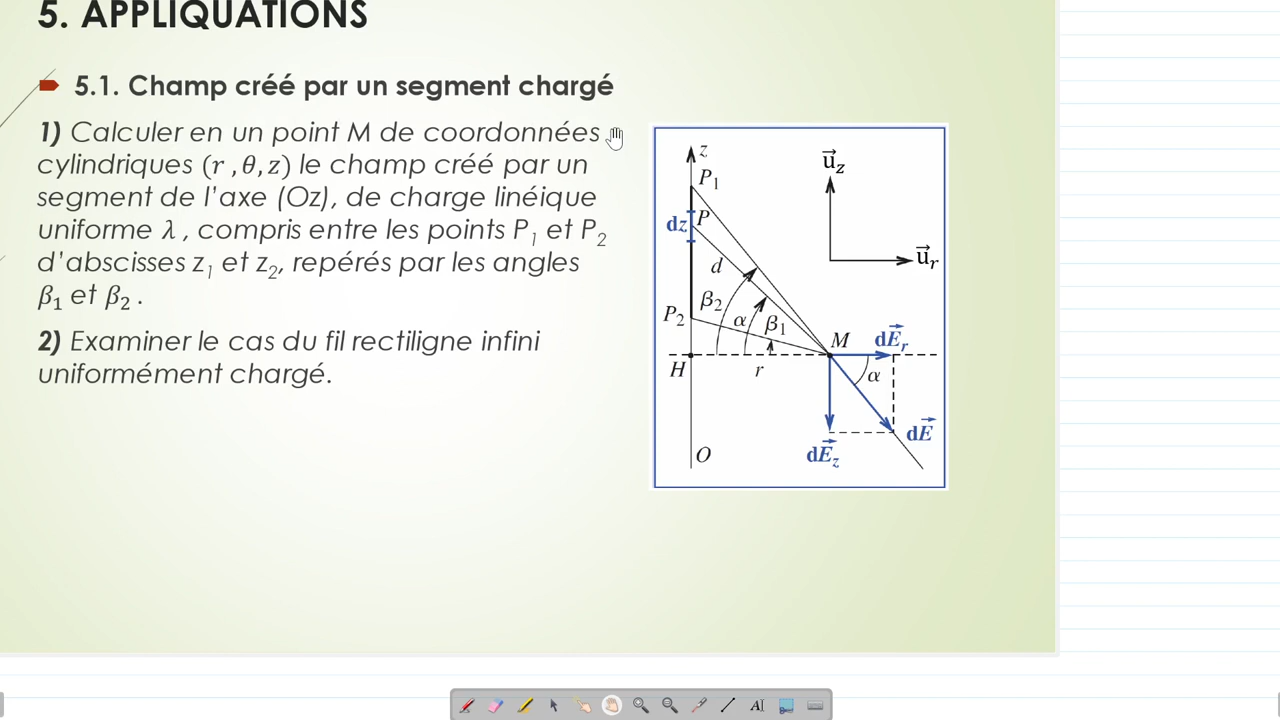 5. APPLIQUATIONS
5.1. Champ créé par un segment chargé
1) Calculer en un point M de coordonnées
cylindriques (r ,θ, z) le champ créé par un
segment de l'axe (Oz), de charge linéique
uniforme λ , compris entre les points P₁ et P₂
d'abscisses z₁ et z₂, repérés par les angles
β₁ et β₂ .
2) Examiner le cas du fil rectiligne infini
uniformément chargé.
z
P₁
dz P
d
β₂
α
β₁
P₂
H
r
M
O
u⃗z
u⃗r
dE⃗r
α
dE⃗
dE⃗z
AI